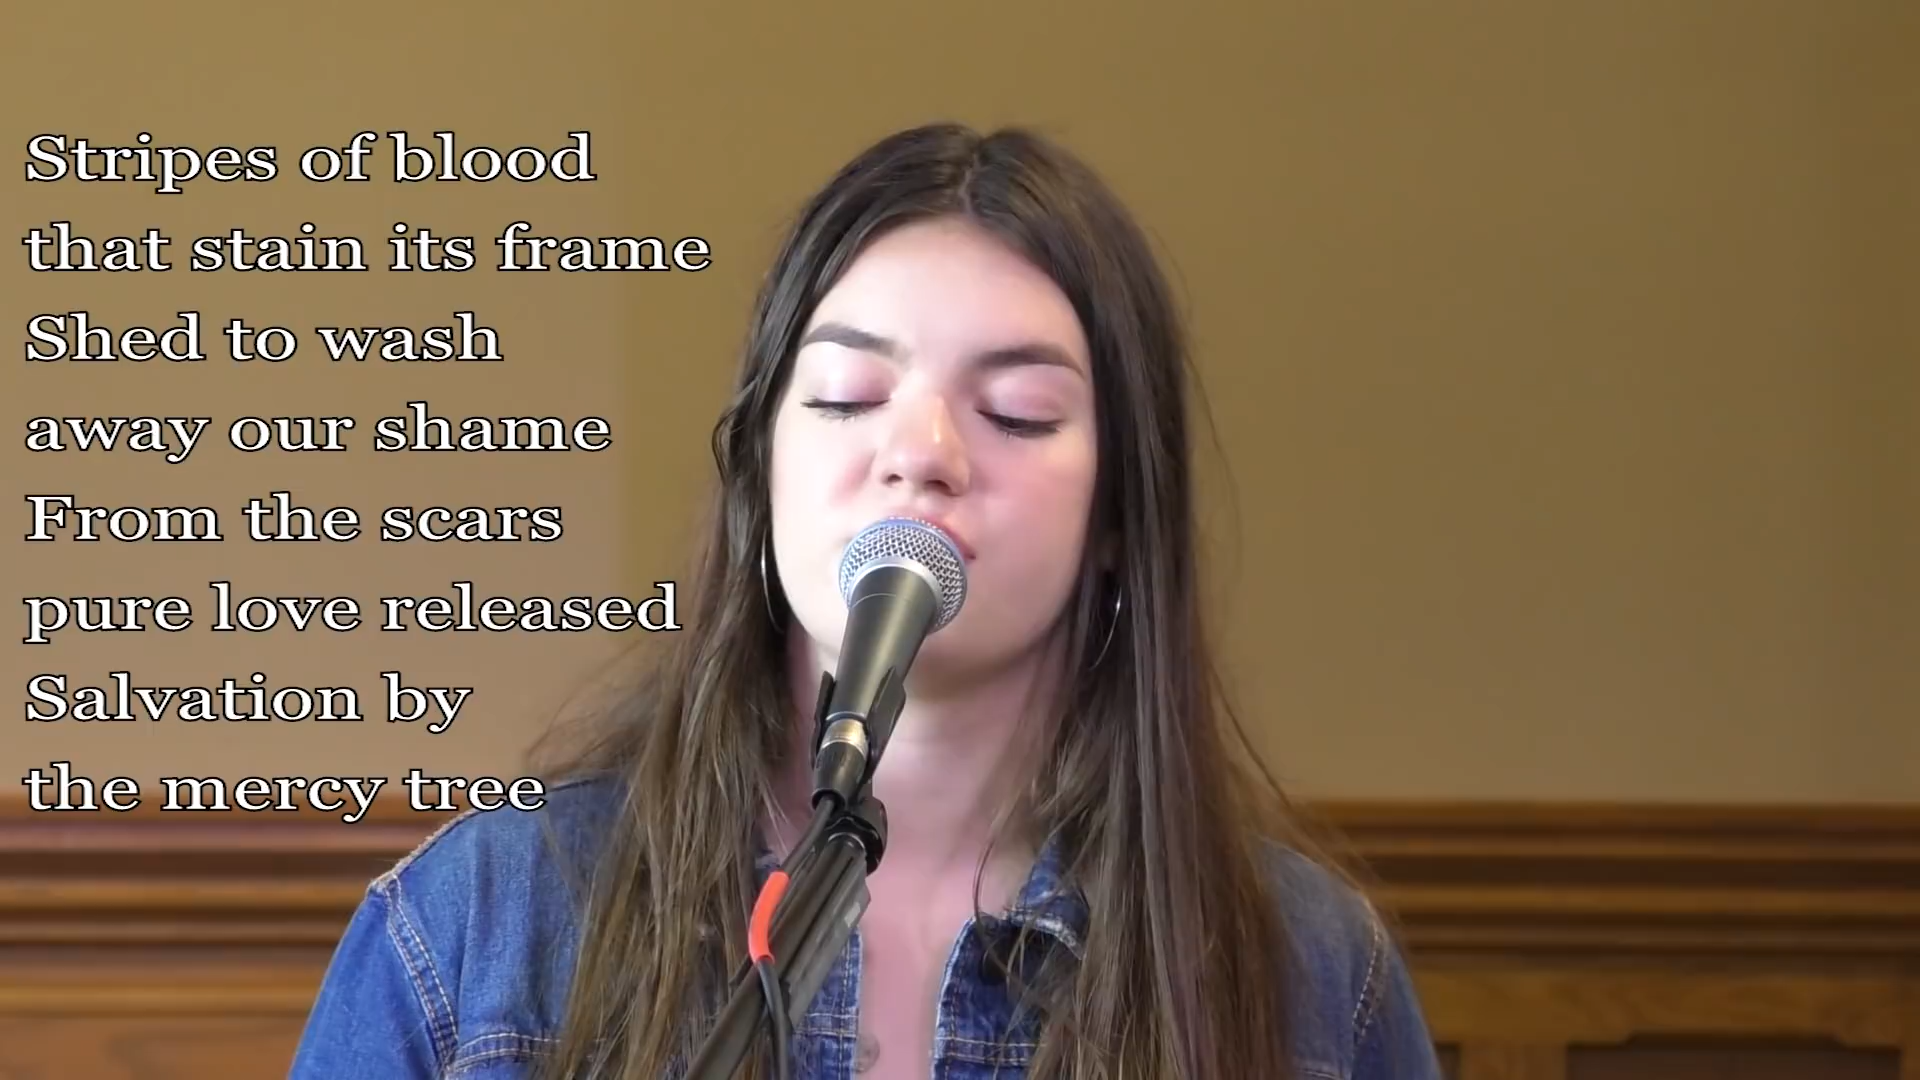 Stripes of blood
that stain its frame
Shed to wash
away our shame
From the scars
pure love released
Salvation by
the mercy tree